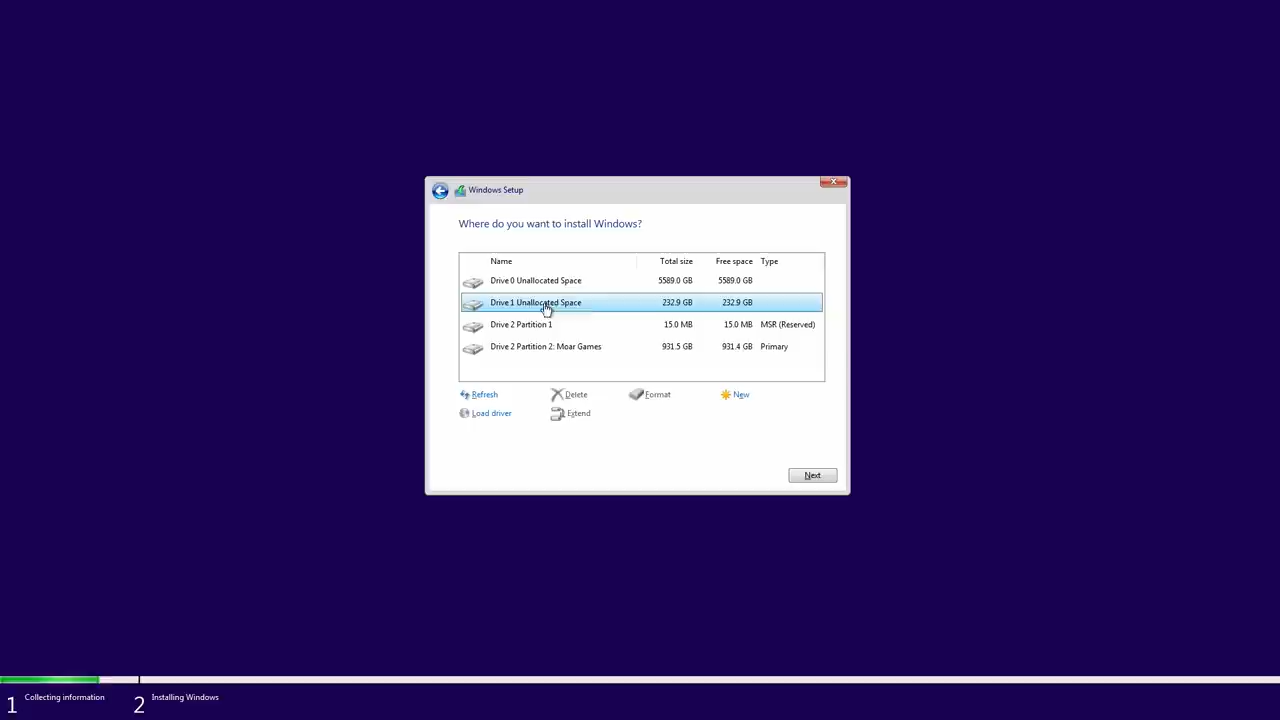 Windows Setup
Where do you want to install Windows?
Name Total size Free space Type
Drive 0 Unallocated Space 5589.0 GB 5589.0 GB
Drive 1 Unallocated Space 232.9 GB 232.9 GB
Drive 2 Partition 1 15.0 MB 15.0 MB MSR (Reserved)
Drive 2 Partition 2: Moar Games 931.5 GB 931.4 GB Primary
Refresh Delete Format New
Load driver Extend
Next
1 Collecting information 2 Installing Windows